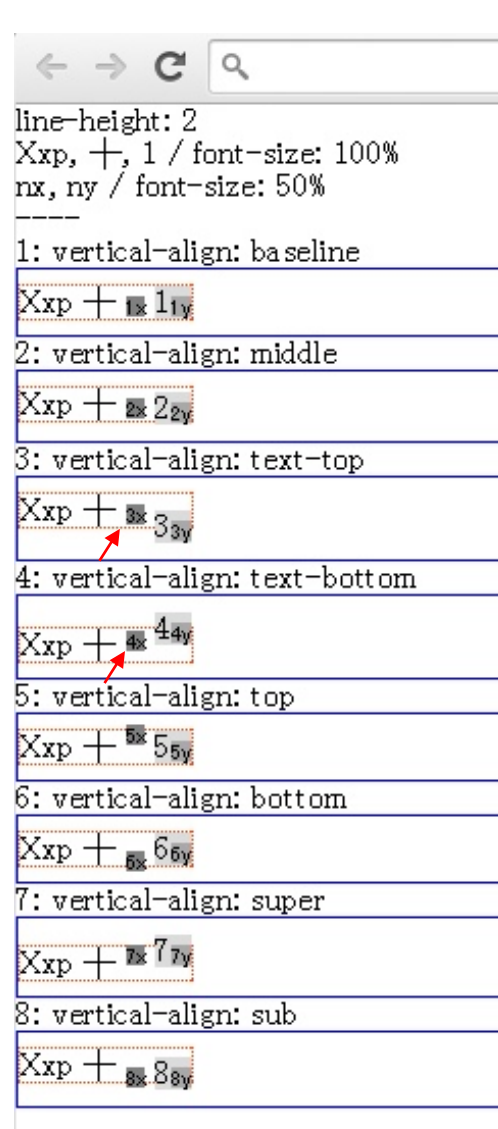 line-height: 2
Xxp, +, 1 / font-size: 100%
nx, ny / font-size: 50%
----
1: vertical-align: baseline
Xxp + 1x 11y
2: vertical-align: middle
Xxp + 2x 22y
3: vertical-align: text-top
Xxp + 3x 33y
4: vertical-align: text-bottom
Xxp + 4x 44y
5: vertical-align: top
Xxp + 5x 55y
6: vertical-align: bottom
Xxp + 6x 66y
7: vertical-align: super
Xxp + 7x 77y
8: vertical-align: sub
Xxp + 8x 88y